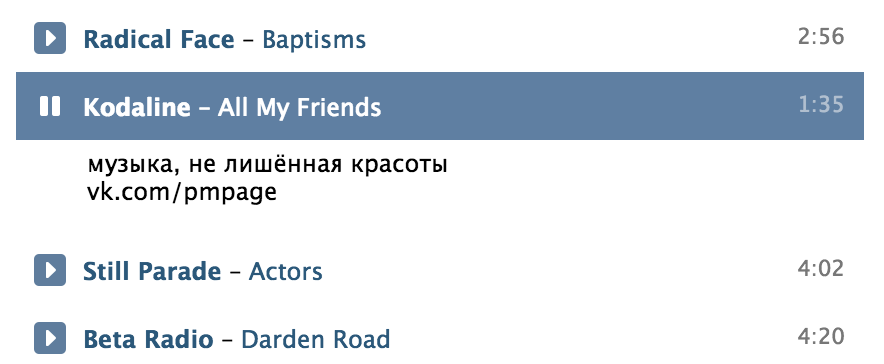 Radical Face – Baptisms 2:56
Kodaline – All My Friends 1:35
музыка, не лишённая красоты
vk.com/pmpage
Still Parade – Actors 4:02
Beta Radio – Darden Road 4:20